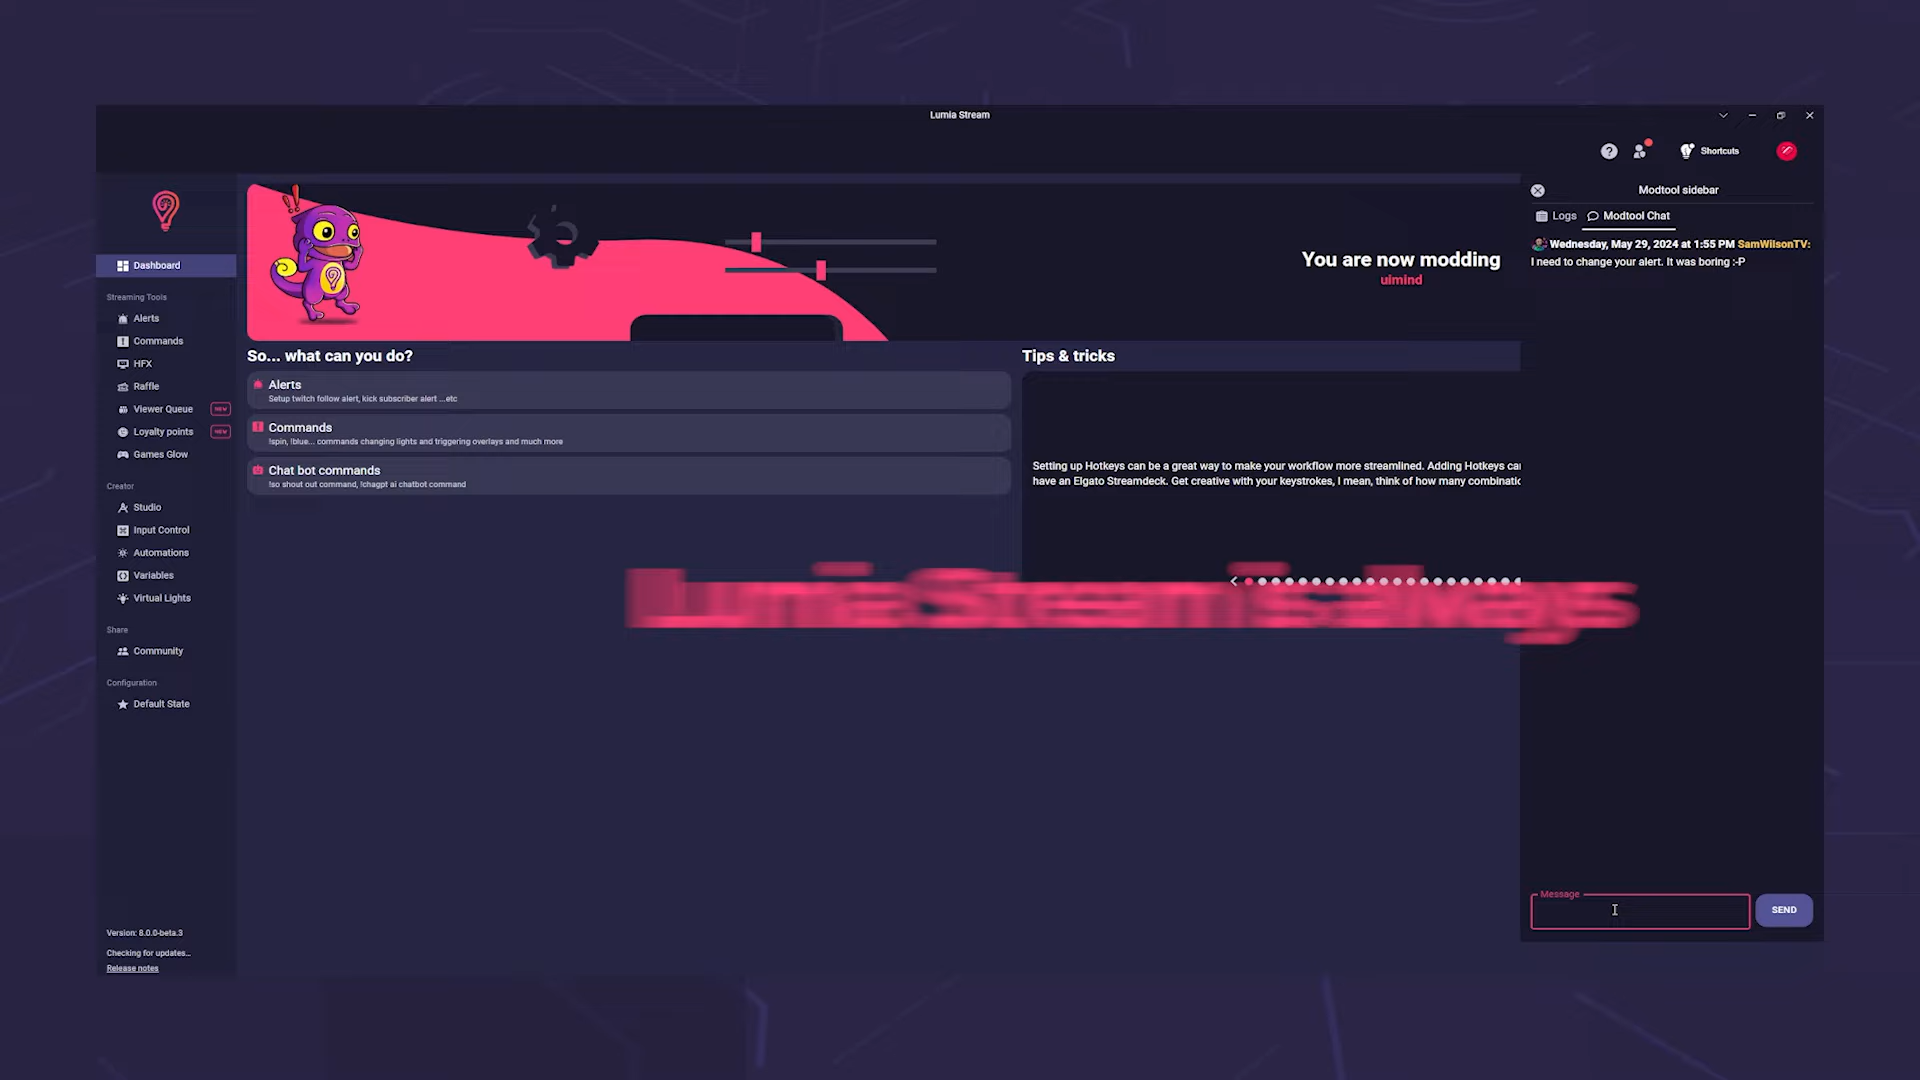 Lumia Stream
Shortcuts
Modtool sidebar
Logs
Modtool Chat
Wednesday, May 29, 2024 at 1:55 PM SamWilsonTV:
I need to change your alert. It was boring :-P
Dashboard
Streaming Tools
Alerts
Commands
HFX
Raffle
Viewer Queue NEW
Loyalty points NEW
Games Glow
Creator
Studio
Input Control
Automations
Variables
Virtual Lights
Share
Community
Configuration
Default State
Version: 8.0.0-beta.3
Checking for updates...
Release notes
You are now modding
uimind
So... what can you do?
Alerts
Setup twitch follow alert, kick subscriber alert ...etc
Commands
!spin, !blue... commands changing lights and triggering overlays and much more
Chat bot commands
!so shout out command, !chagpt ai chatbot command
Tips & tricks
Setting up Hotkeys can be a great way to make your workflow more streamlined. Adding Hotkeys
have an Elgato Streamdeck. Get creative with your keystrokes, I mean, think of how many
Lumia Stream is always
Message
SEND